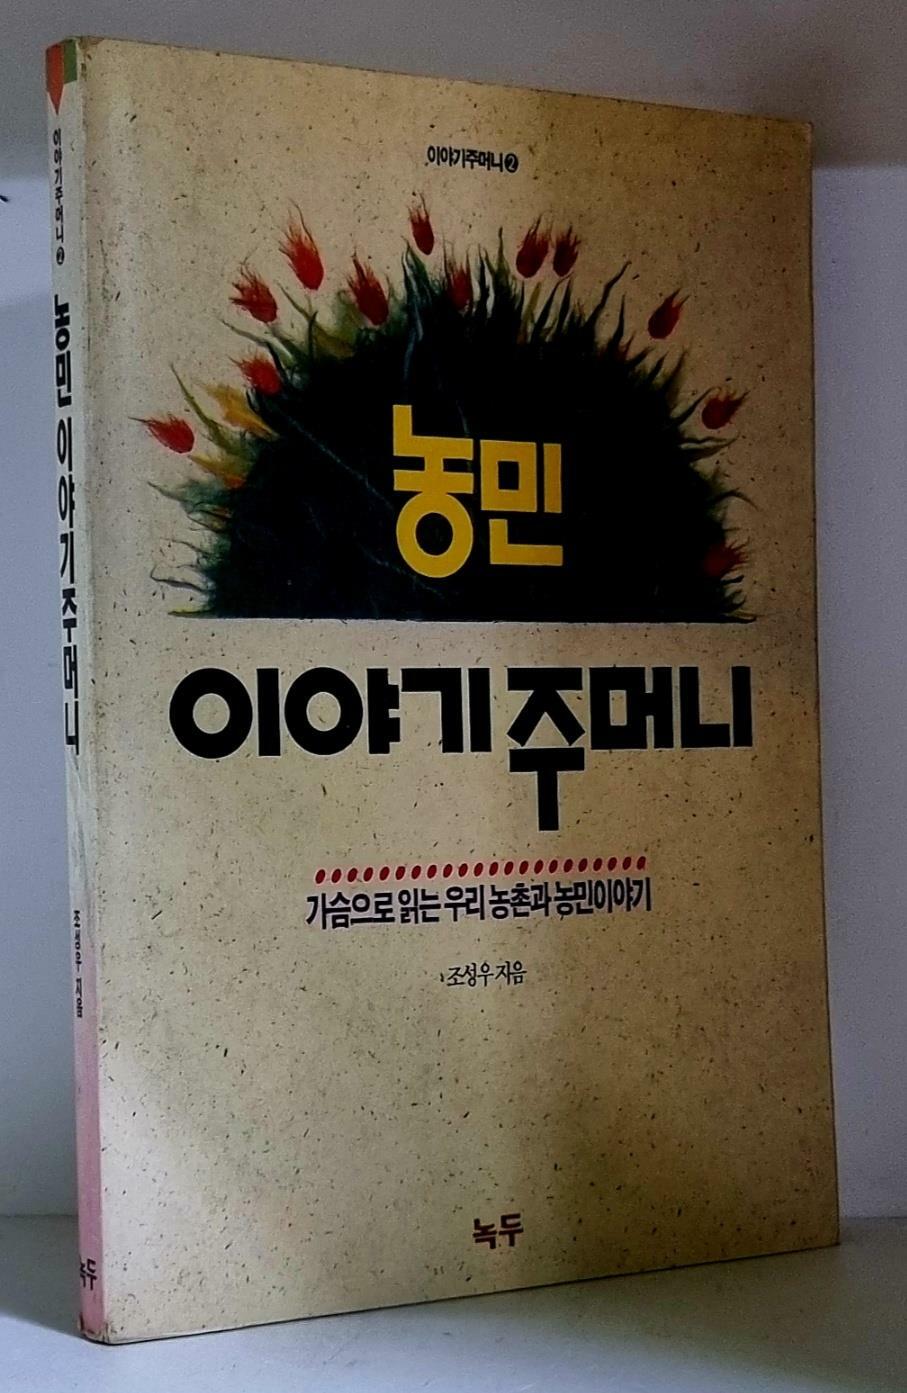 이야기주머니❷
농민
이야기주머니
가슴으로 읽는 우리 농촌과 농민이야기
조성우 지음
녹두
이야기주머니❷
농민 이야기주머니
조성우 지음
녹두